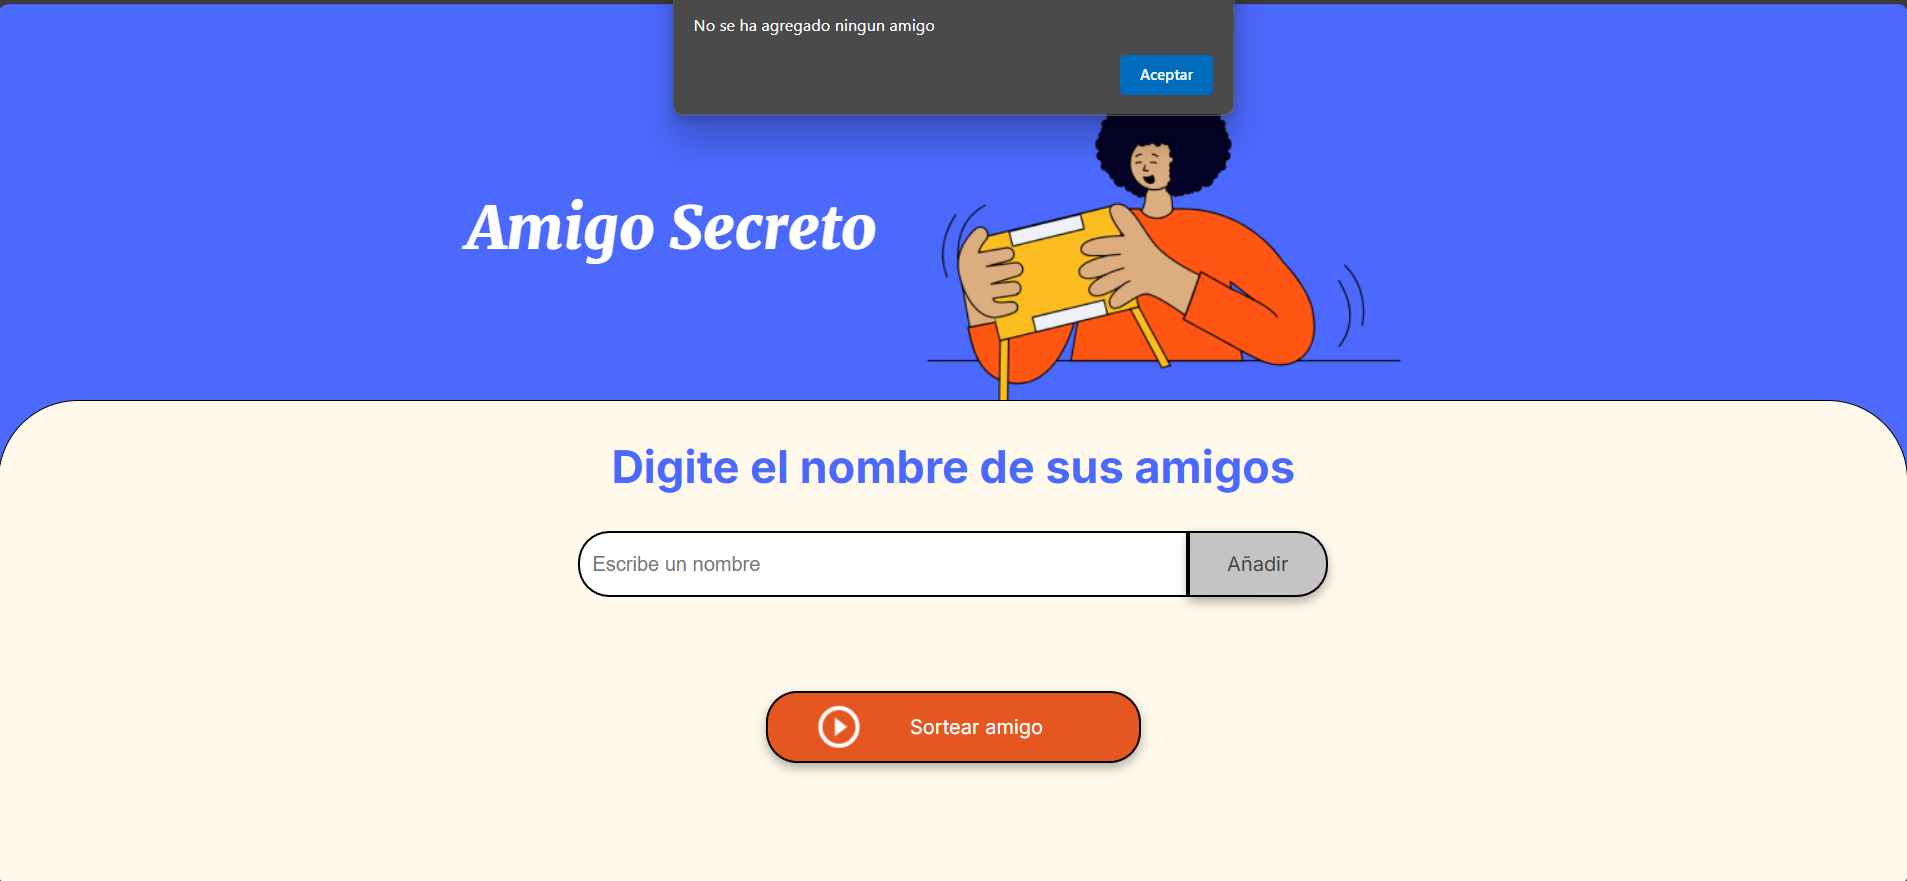 No se ha agregado ningun amigo
Aceptar
Amigo Secreto
Digite el nombre de sus amigos
Escribe un nombre
Añadir
Sortear amigo